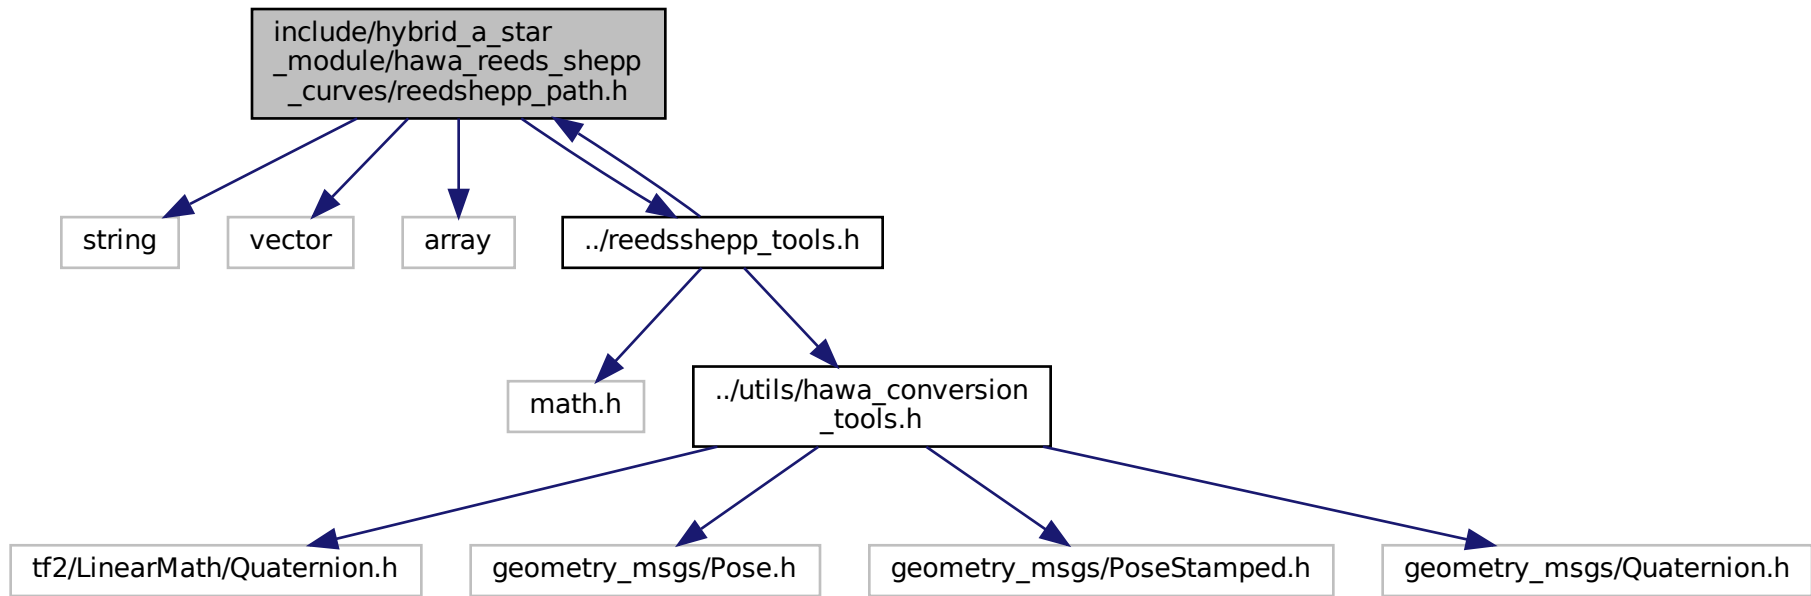 include/hybrid_a_star
_module/hawa_reeds_shepp
_curves/reedshepp_path.h
string
vector
array
../reedsshepp_tools.h
math.h
../utils/hawa_conversion
_tools.h
tf2/LinearMath/Quaternion.h
geometry_msgs/Pose.h
geometry_msgs/PoseStamped.h
geometry_msgs/Quaternion.h